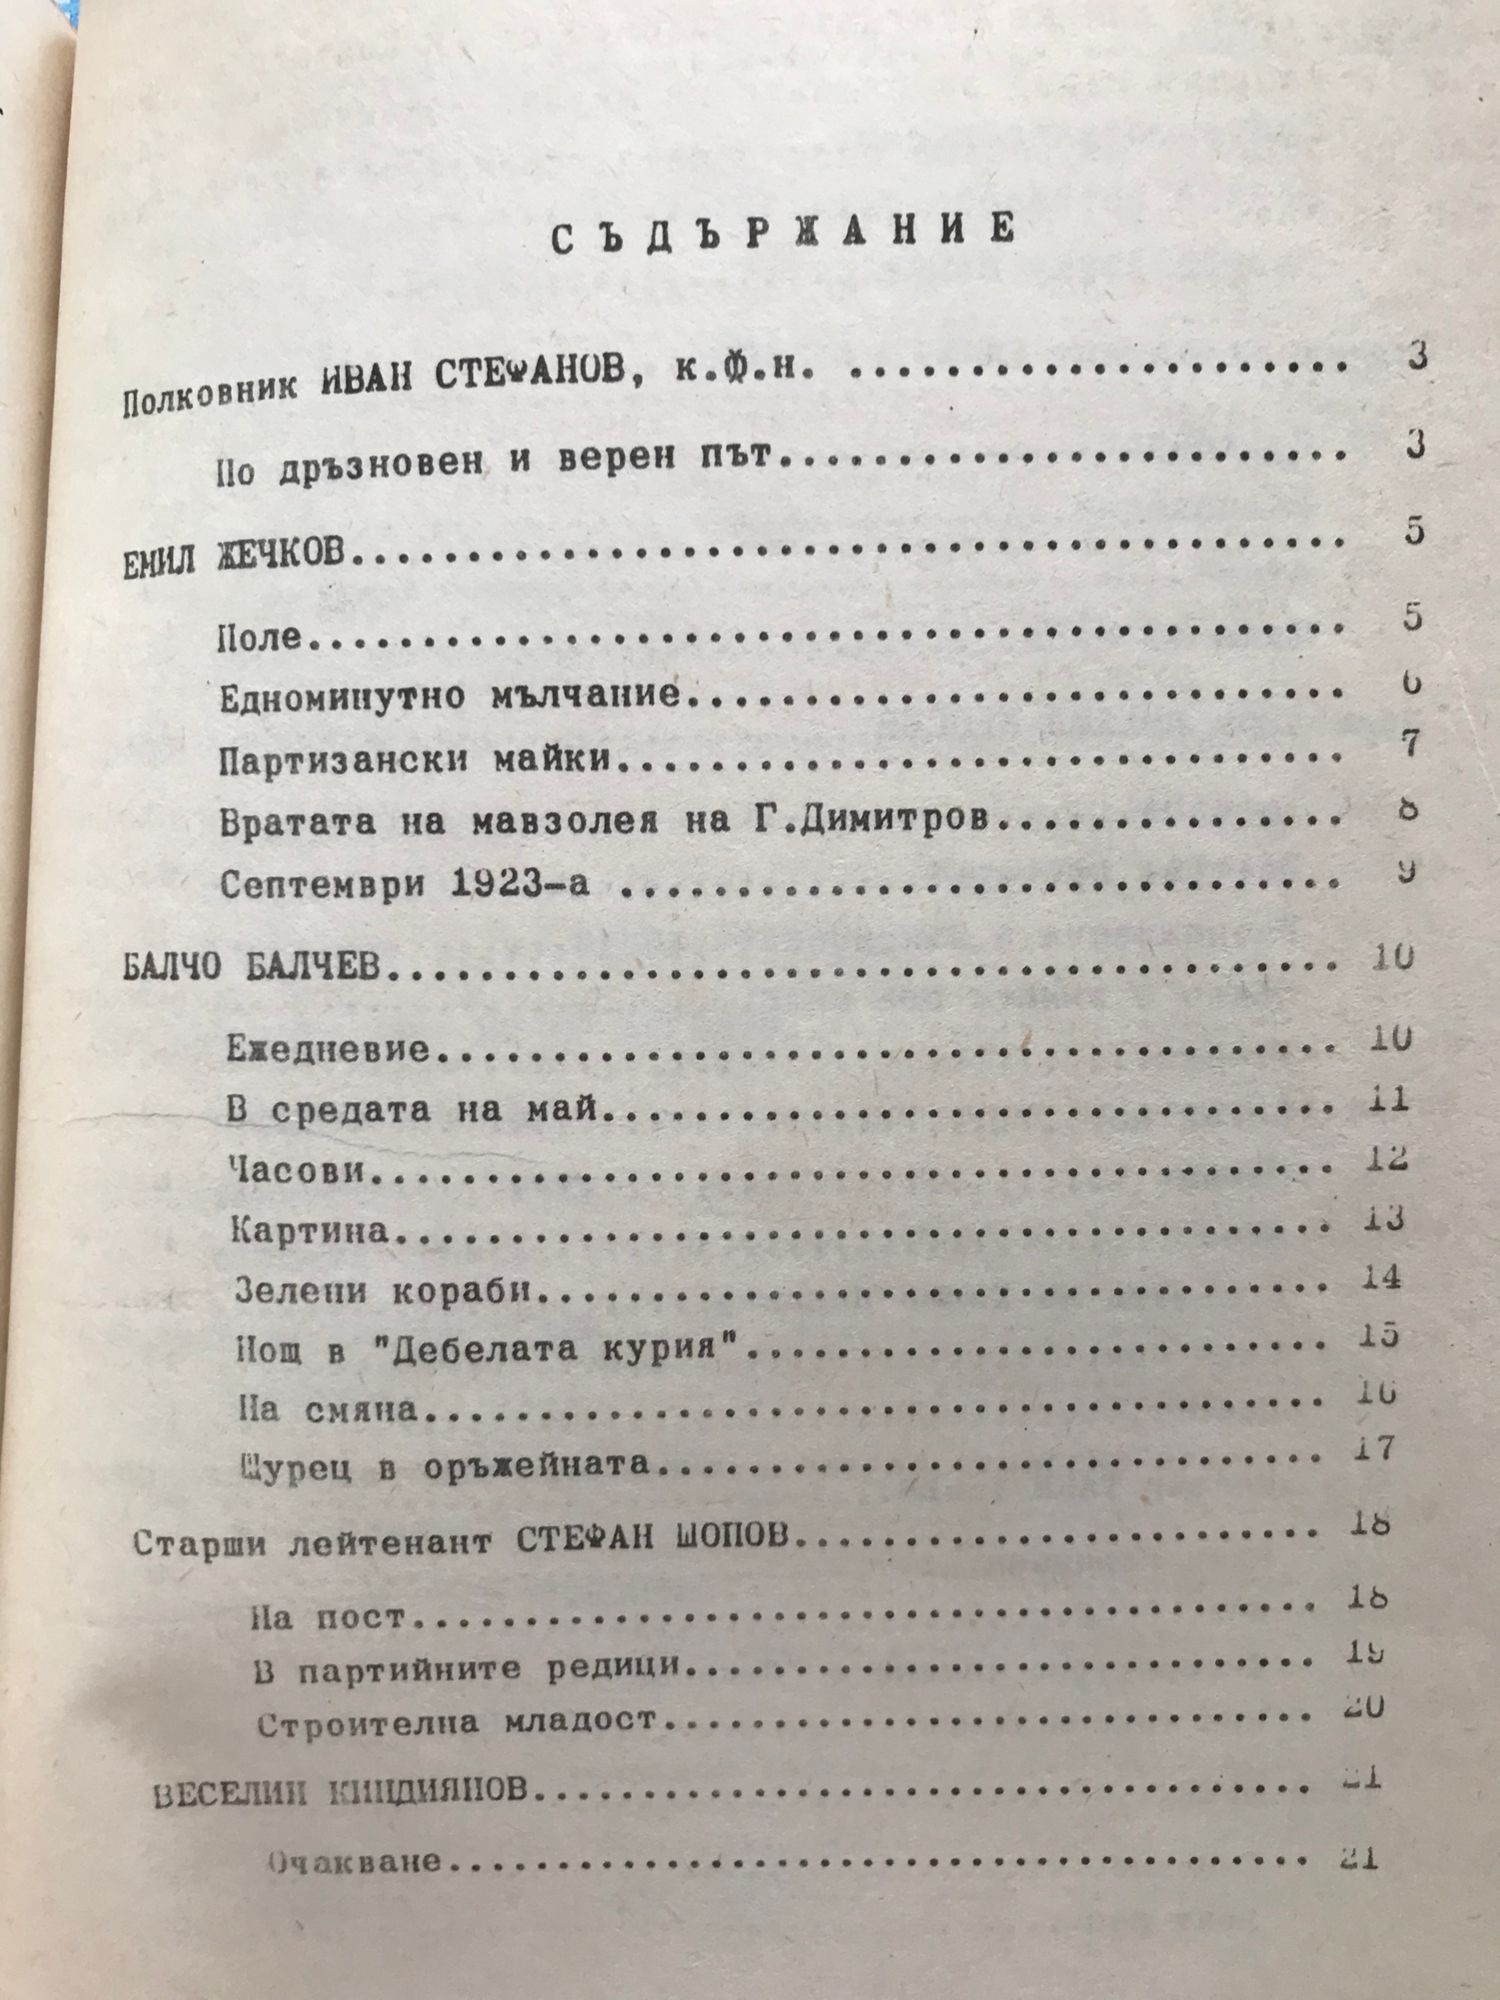 СЪДЪРЖАНИЕ
Полковник ИВАН СТЕФАНОВ, к.ф.н. ..................... 3
По дръзновен и верен път......................... 3
ЕМИЛ ЖЕЧКОВ........................................... 5
Поле............................................. 5
Едноминутно мълчание............................. 6
Партизански майки................................ 7
Вратата на мавзолея на Г.Димитров................ 8
Септември 1923-а ................................ 9
БАЛЧО БАЛЧЕВ.......................................... 10
Ежедневие........................................ 10
В средата на май................................. 11
Часови........................................... 12
Картина.......................................... 13
Зелени кораби.................................... 14
Нощ в "Дебелата курия"........................... 15
На смяна......................................... 16
Щурец в оръжейната............................... 17
Старши лейтенант СТЕФАН ШОПОВ......................... 18
На пост.......................................... 18
В партийните редици.............................. 19
Строителна младост............................... 20
ВЕСЕЛИН КИНДИЯНОВ..................................... 21
Очакване......................................... 21